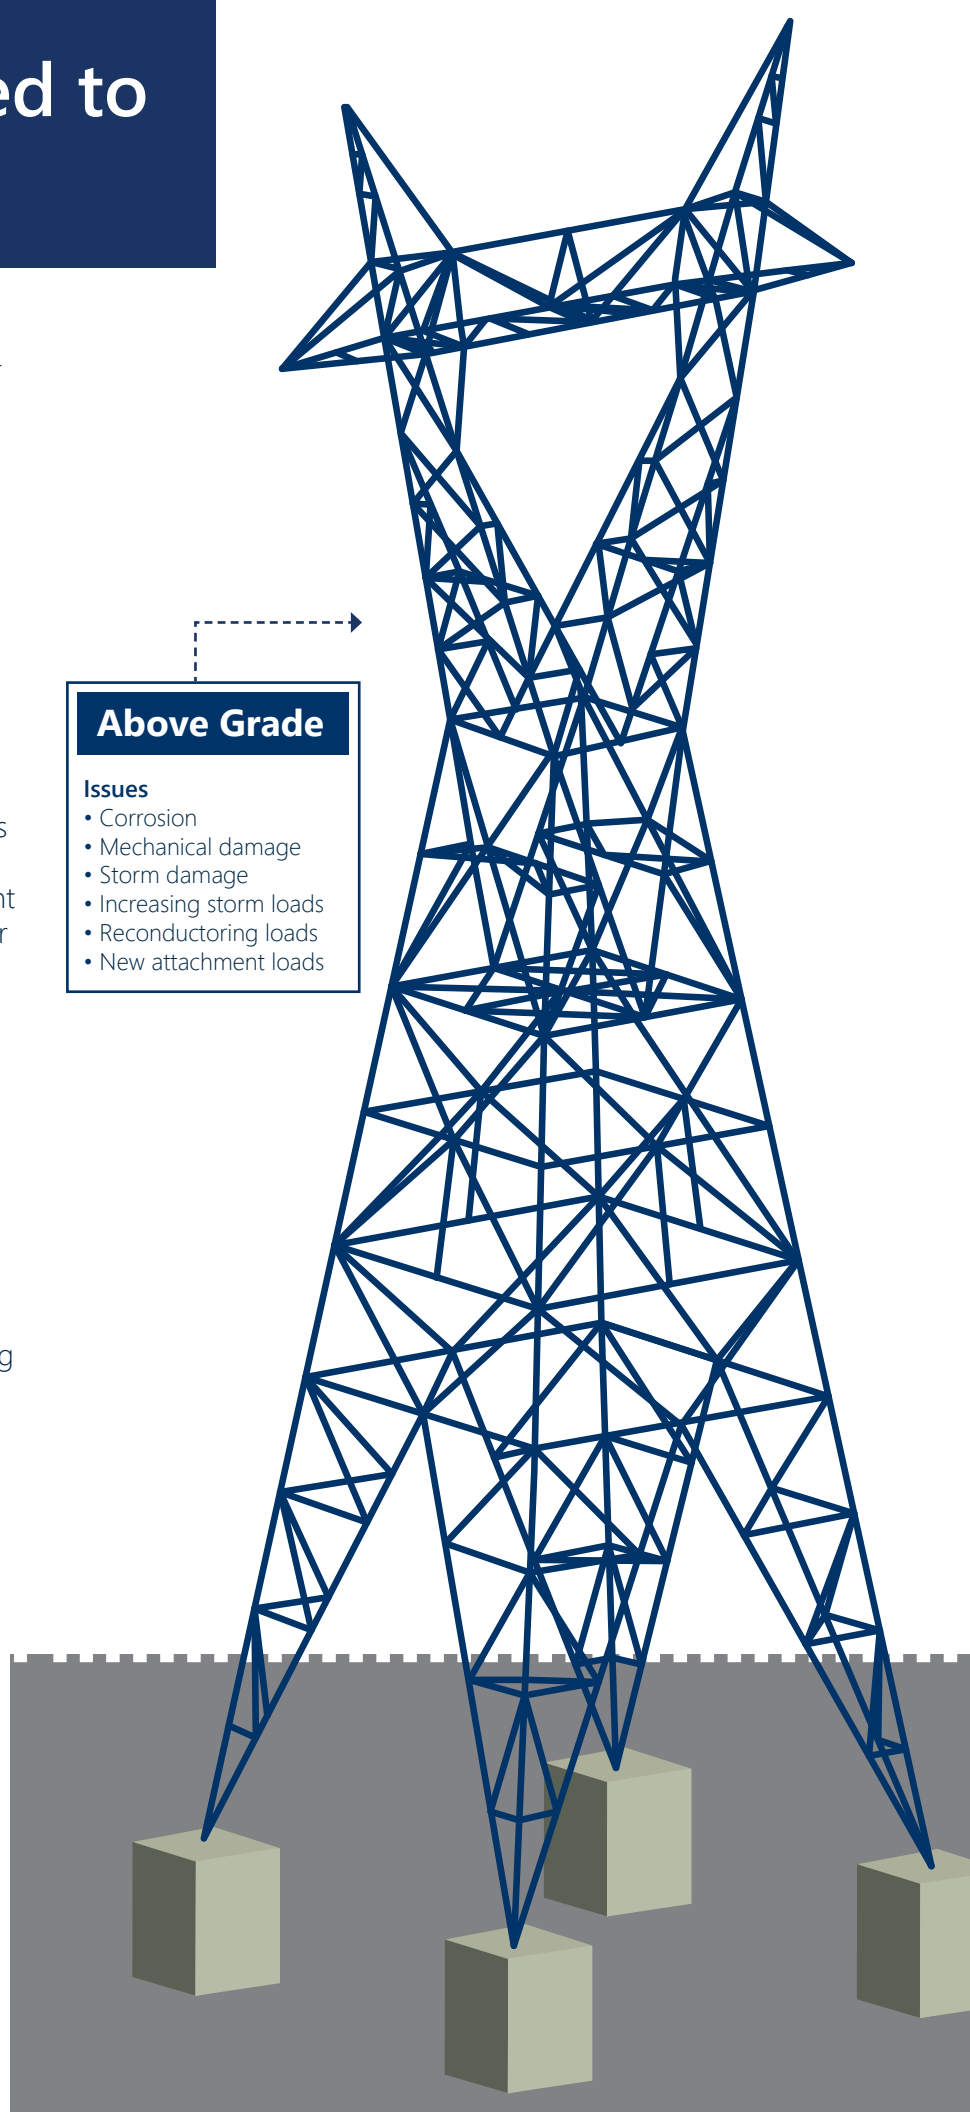 ed to
Above Grade
Issues
• Corrosion
• Mechanical damage
• Storm damage
• Increasing storm loads
• Reconductoring loads
• New attachment loads